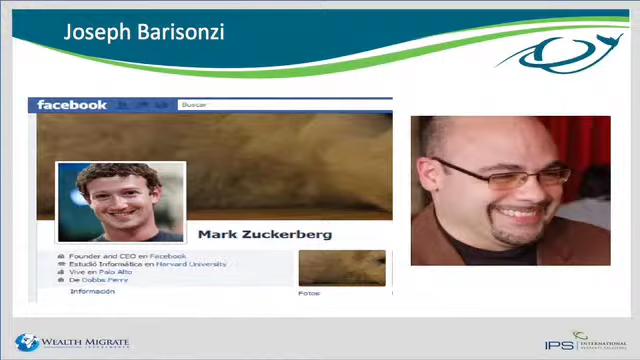 Joseph Barisonzi
facebook
Buscar
Mark Zuckerberg
Founder and CEO en Facebook
Estudió Informática en Harvard University
Vive en Palo Alto
De Dobbs Ferry
Información
Fotos
WEALTH MIGRATE
IPS INTERNATIONAL